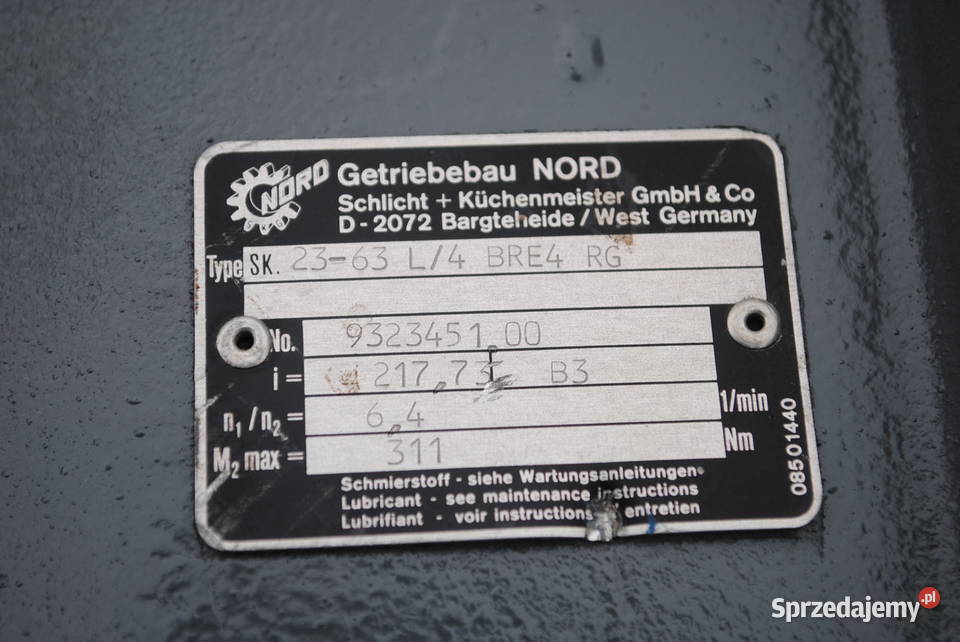 NORD
Getriebebau NORD
Schlicht + Küchenmeister GmbH & Co
D-2072 Bargteheide / West Germany
Type SK. 23-63 L/4 BRE4 RG
No. 9323451.00
i = 217,73 B3
n₁/n₂ = 6,4 1/min
M₂ max = 311 Nm
Schmierstoff - siehe Wartungsanleitungen
Lubricant - see maintenance instructions
Lubrifiant - voir instructions entretien
08501440
Sprzedajemy.pl